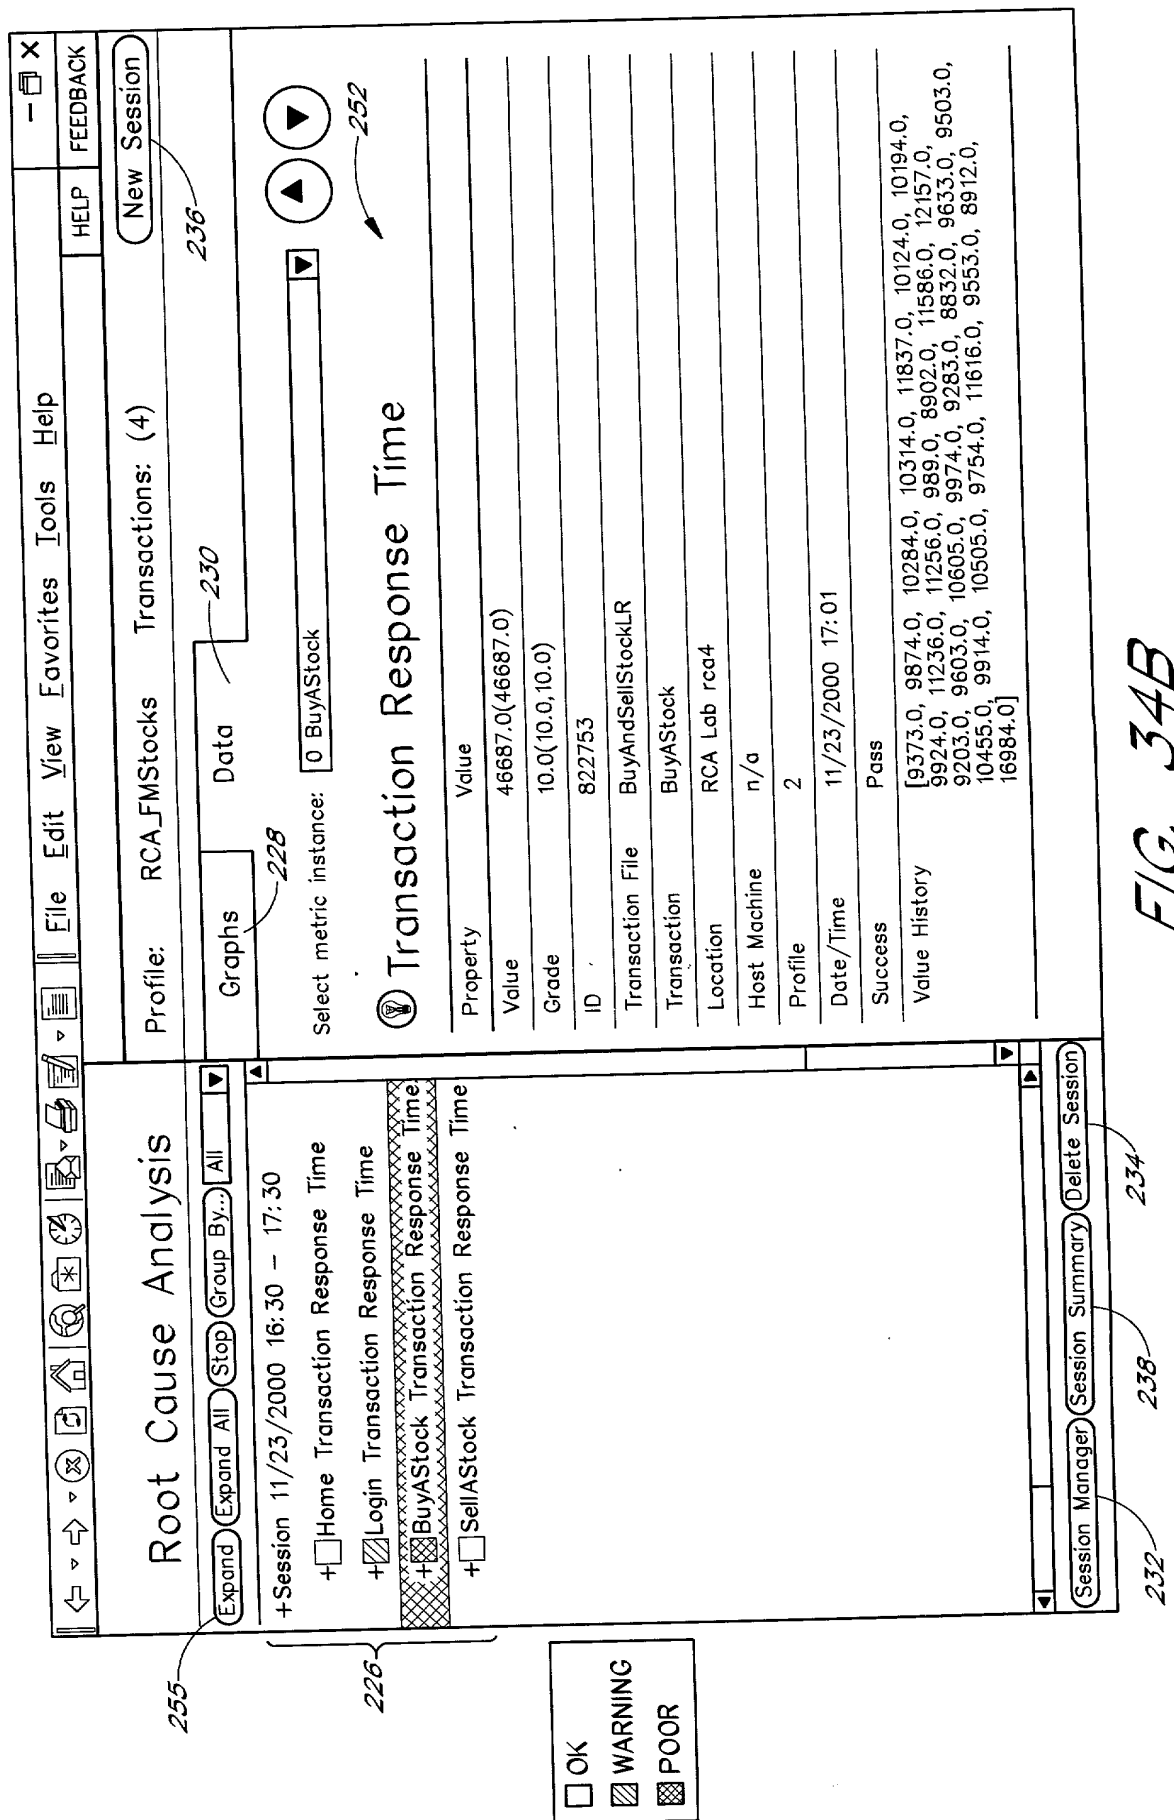 File Edit View Favorites Tools Help
HELP FEEDBACK
Root Cause Analysis
Profile: RCA_FMStocks Transactions: (4)
New Session
236
255
Expand Expand All Stop Group By... All
Graphs
228
Data
230
+Session 11/23/2000 16:30 – 17:30
+Home Transaction Response Time
+Login Transaction Response Time
+BuyAStock Transaction Response Time
+SellAStock Transaction Response Time
226
Select metric instance: 0 BuyAStock
252
Transaction Response Time
Property Value
Value 46687.0(46687.0)
Grade 10.0(10.0,10.0)
ID 822753
Transaction File BuyAndSellStockLR
Transaction BuyAStock
Location RCA Lab rca4
Host Machine n/a
Profile 2
Date/Time 11/23/2000 17:01
Success Pass
Value History [9373.0, 9874.0, 10284.0, 10314.0, 11837.0, 10124.0, 10194.0,
9924.0, 11236.0, 11256.0, 989.0, 8902.0, 11586.0, 12157.0,
9203.0, 9603.0, 10605.0, 9974.0, 9283.0, 8832.0, 9633.0, 9503.0,
10455.0, 9914.0, 10505.0, 9754.0, 11616.0, 9553.0, 8912.0,
16984.0]
Session Manager Session Summary Delete Session
232
238
234
OK
WARNING
POOR
FIG. 34B